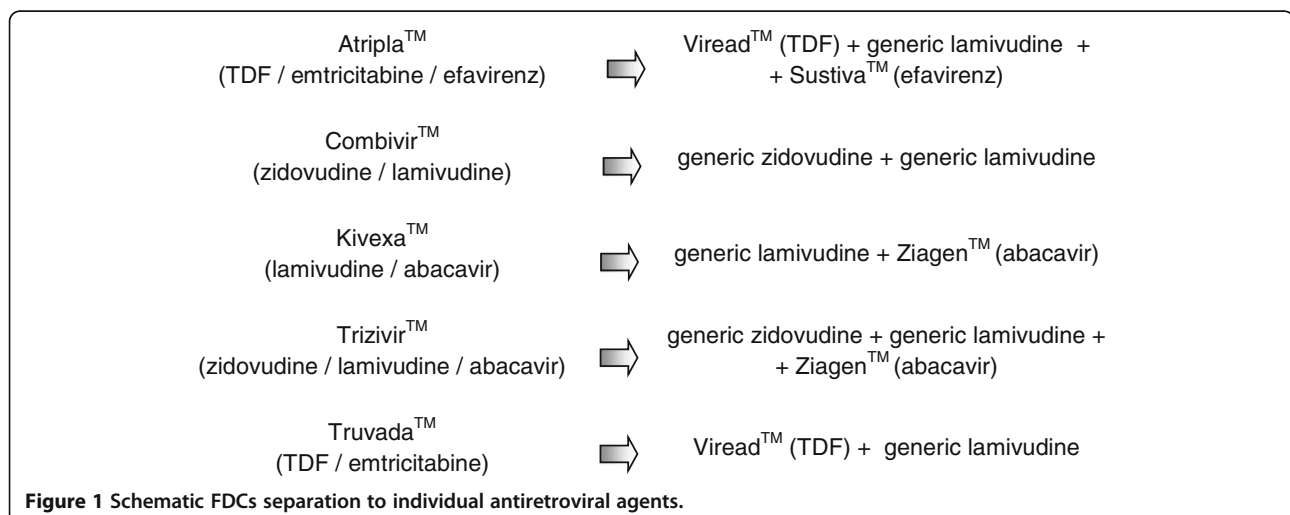 Atripla™
(TDF / emtricitabine / efavirenz)
Viread™ (TDF) + generic lamivudine +
+ Sustiva™ (efavirenz)
Combivir™
(zidovudine / lamivudine)
generic zidovudine + generic lamivudine
Kivexa™
(lamivudine / abacavir)
generic lamivudine + Ziagen™ (abacavir)
Trizivir™
(zidovudine / lamivudine / abacavir)
generic zidovudine + generic lamivudine +
+ Ziagen™ (abacavir)
Truvada™
(TDF / emtricitabine)
Viread™ (TDF) + generic lamivudine
Figure 1 Schematic FDCs separation to individual antiretroviral agents.